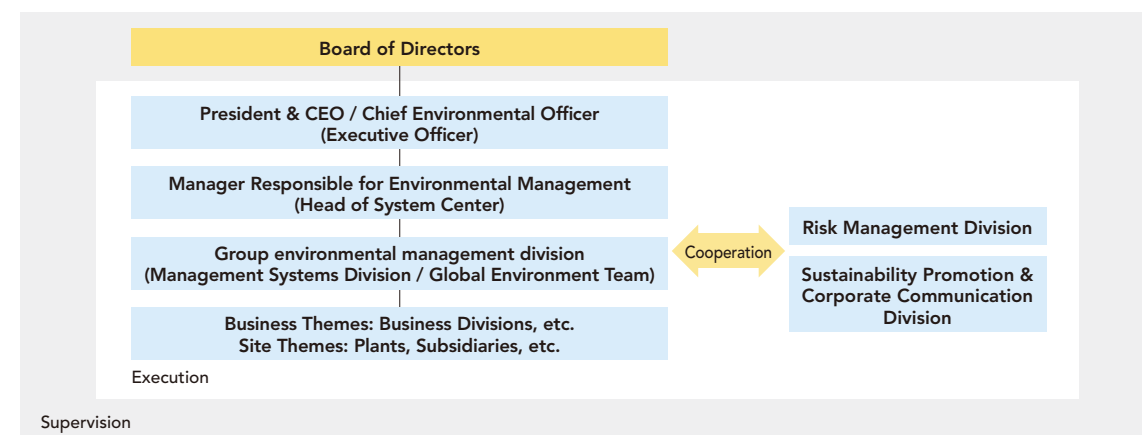 Board of Directors
President & CEO / Chief Environmental Officer
(Executive Officer)
Manager Responsible for Environmental Management
(Head of System Center)
Group environmental management division
(Management Systems Division / Global Environment Team)
Cooperation
Risk Management Division
Sustainability Promotion &
Corporate Communication
Division
Business Themes: Business Divisions, etc.
Site Themes: Plants, Subsidiaries, etc.
Execution
Supervision